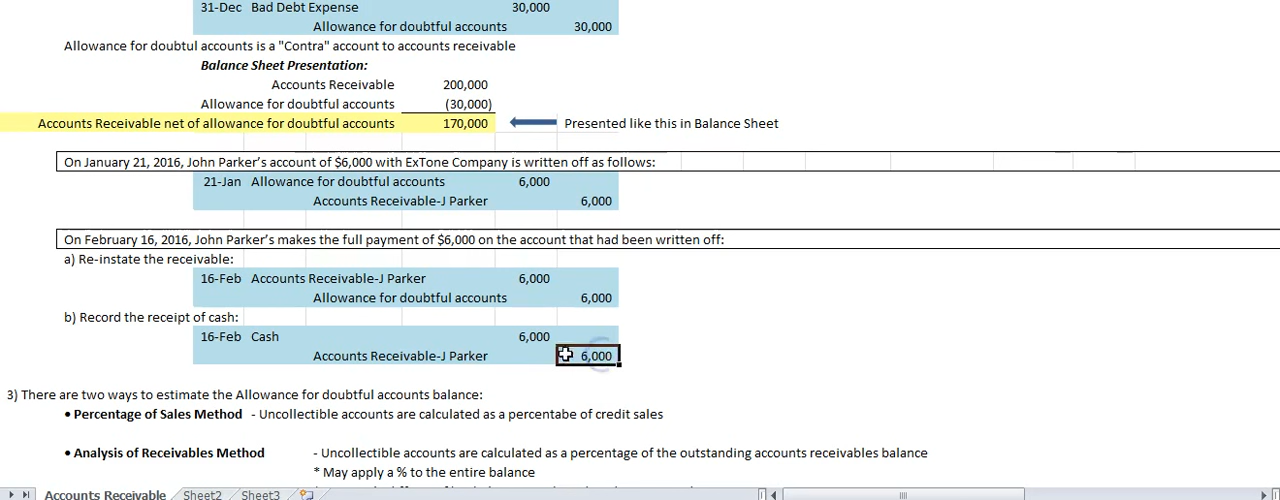 31-Dec Bad Debt Expense 30,000
Allowance for doubtful accounts 30,000
Allowance for doubtul accounts is a "Contra" account to accounts receivable
Balance Sheet Presentation:
Accounts Receivable 200,000
Allowance for doubtful accounts (30,000)
Accounts Receivable net of allowance for doubtful accounts 170,000 Presented like this in Balance Sheet
On January 21, 2016, John Parker's account of $6,000 with ExTone Company is written off as follows:
21-Jan Allowance for doubtful accounts 6,000
Accounts Receivable-J Parker 6,000
On February 16, 2016, John Parker's makes the full payment of $6,000 on the account that had been written off:
a) Re-instate the receivable:
16-Feb Accounts Receivable-J Parker 6,000
Allowance for doubtful accounts 6,000
b) Record the receipt of cash:
16-Feb Cash 6,000
Accounts Receivable-J Parker 6,000
3) There are two ways to estimate the Allowance for doubtful accounts balance:
• Percentage of Sales Method - Uncollectible accounts are calculated as a percentabe of credit sales
• Analysis of Receivables Method - Uncollectible accounts are calculated as a percentage of the outstanding accounts receivables balance
* May apply a % to the entire balance
Accounts Receivable Sheet2 Sheet3